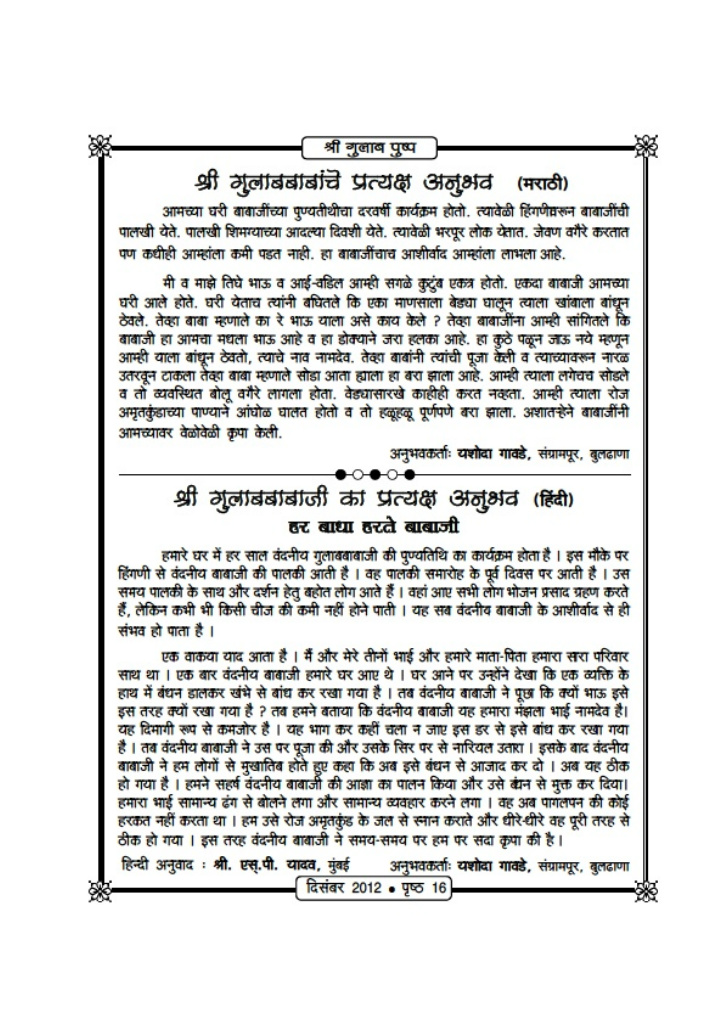 श्री गुलाब पुष्प
श्री गुलाबबाबांचे प्रत्यक्ष अनुभव (मराठी)
आमच्या घरी बाबाजींच्या पुण्यतीथीचा दरवर्षी कार्यक्रम होतो. त्यावेळी हिंगणीवरून बाबाजींची
पालखी येते. पालखी शिमग्याच्या आदल्या दिवशी येते. त्यावेळी भरपूर लोक येतात. जेवण वगैरे करतात
पण कधीही आम्हांला कमी पडत नाही. हा बाबाजींचाच आशीर्वाद आम्हांला लाभला आहे.
मी व माझे तिघे भाऊ व आई-वडिल आम्ही सगळे कुटुंब एकत्र होतो. एकदा बाबाजी आमच्या
घरी आले होते. घरी येताच त्यांनी बघितले कि एका माणसाला बेड्या घालून त्याला खांबाला बांधून
ठेवले. तेव्हा बाबा म्हणाले का रे भाऊ याला असे काय केले ? तेव्हा बाबाजींना आम्ही सांगितले कि
बाबाजी हा आमचा मधला भाऊ आहे व हा डोक्याने जरा हलका आहे. हा कुठे पळून जाऊ नये म्हणून
आम्ही याला बांधून ठेवतो, त्याचे नाव नामदेव. तेव्हा बाबांनी त्यांची पूजा केली व त्याच्यावरून नारळ
उतरवून टाकला तेव्हा बाबा म्हणाले सोडा आता ह्याला हा बरा झाला आहे. आम्ही त्याला लगेचच सोडले
व तो व्यवस्थित बोलू वगैरे लागला होता. वेड्यासारखे काहीही करत नव्हता. आम्ही त्याला रोज
अमृतकुंडाच्या पाण्याने आंघोळ घालत होतो व तो हळूहळू पूर्णपणे बरा झाला. अशातऱ्हेने बाबाजींनी
आमच्यावर वेळोवेळी कृपा केली.
अनुभवकर्ताः यशोदा गावडे, संग्रामपूर, बुलढाणा
श्री गुलाबबाबाजी का प्रत्यक्ष अनुभव (हिंदी)
हर बाधा हरते बाबाजी
हमारे घर में हर साल वंदनीय गुलाबबाबाजी की पुण्यतिथि का कार्यक्रम होता है । इस मौके पर
हिंगणी से वंदनीय बाबाजी की पालकी आती है । वह पालकी समारोह के पूर्व दिवस पर आती है । उस
समय पालकी के साथ और दर्शन हेतु बहोत लोग आते हैं । वहां आए सभी लोग भोजन प्रसाद ग्रहण करते
हैं, लेकिन कभी भी किसी चीज की कमी नहीं होने पाती । यह सब वंदनीय बाबाजी के आशीर्वाद से ही
संभव हो पाता है ।
एक वाकया याद आता है । मैं और मेरे तीनों भाई और हमारे माता-पिता हमारा सारा परिवार
साथ था । एक बार वंदनीय बाबाजी हमारे घर आए थे । घर आने पर उन्होंने देखा कि एक व्यक्ति के
हाथ में बंधन डालकर खंभे से बांध कर रखा गया है । तब वंदनीय बाबाजी ने पूछा कि क्यों भाऊ इसे
इस तरह क्यों रखा गया है ? तब हमने बताया कि वंदनीय बाबाजी यह हमारा मंझला भाई नामदेव है।
यह दिमागी रूप से कमजोर है । यह भाग कर कहीं चला न जाए इस डर से इसे बांध कर रखा गया
है । तब वंदनीय बाबाजी ने उस पर पूजा की और उसके सिर पर से नारियल उतारा । इसके बाद वंदनीय
बाबाजी ने हम लोगों से मुखातिब होते हुए कहा कि अब इसे बंधन से आजाद कर दो । अब यह ठीक
हो गया है । हमने सहर्ष वंदनीय बाबाजी की आज्ञा का पालन किया और उसे बंधन से मुक्त कर दिया।
हमारा भाई सामान्य ढंग से बोलने लगा और सामान्य व्यवहार करने लगा । वह अब पागलपन की कोई
हरकत नहीं करता था । हम उसे रोज अमृतकुंड के जल से स्नान कराते और धीरे-धीरे वह पूरी तरह से
ठीक हो गया । इस तरह वंदनीय बाबाजी ने समय-समय पर हम पर सदा कृपा की है ।
हिन्दी अनुवाद : श्री. एस्.पी. यादव, मुंबई अनुभवकर्ताः यशोदा गावडे, संग्रामपूर, बुलढाणा
दिसंबर 2012 ● पृष्ठ 16